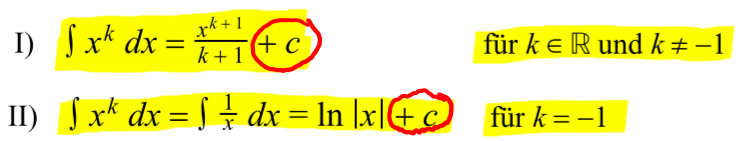 I) ∫ x^k dx = x^(k+1)/(k+1) + c für k ∈ ℝ und k ≠ −1
II) ∫ x^k dx = ∫ 1/x dx = ln |x| + c für k = −1